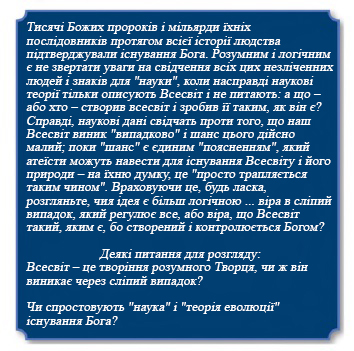 Тисячі Божих пророків і мільярди їхніх
послідовників протягом всієї історії людства
підтверджували існування Бога. Розумним і логічним
є не звертати уваги на свідчення всіх цих незліченних
людей і знаків для "науки", коли насправді наукові
теорії тільки описують Всесвіт і не питають: а що –
або хто – створив всесвіт і зробив її таким, як він є?
Справді, наукові дані свідчать проти того, що наш
Всесвіт виник "випадково" і шанс цього дійсно
малий; поки "шанс" є єдиним "поясненням", який
атеїсти можуть навести для існування Всесвіту і його
природи – на їхню думку, це "просто трапляється
таким чином". Враховуючи це, будь ласка,
розгляньте, чия ідея є більш логічною ... віра в сліпий
випадок, який регулює все, або віра, що Всесвіт
такий, яким є, бо створений і контролюється Богом?
Деякі питання для розгляду:
Всесвіт – це творіння розумного Творця, чи ж він
виникає через сліпий випадок?
Чи спростовують "наука" і "теорія еволюції"
існування Бога?